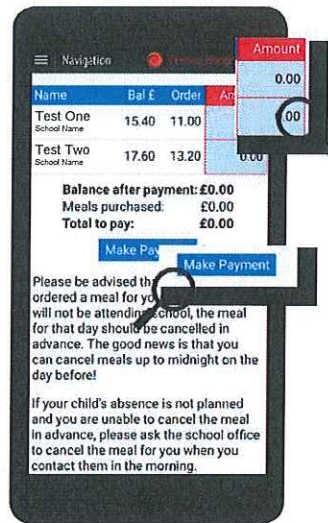 Navigation
Amount
0.00
.00
Name Bal £ Order Am
Test One 15.40 11.00
School Name
Test Two 17.60 13.20 0.00
School Name
Balance after payment: £0.00
Meals purchased: £0.00
Total to pay: £0.00
Make Pay
Make Payment
Please be advised tha
ordered a meal for yo
will not be attending school, the meal
for that day should be cancelled in
advance. The good news is that you
can cancel meals up to midnight on the
day before!
If your child's absence is not planned
and you are unable to cancel the meal
in advance, please ask the school office
to cancel the meal for you when you
contact them in the morning.